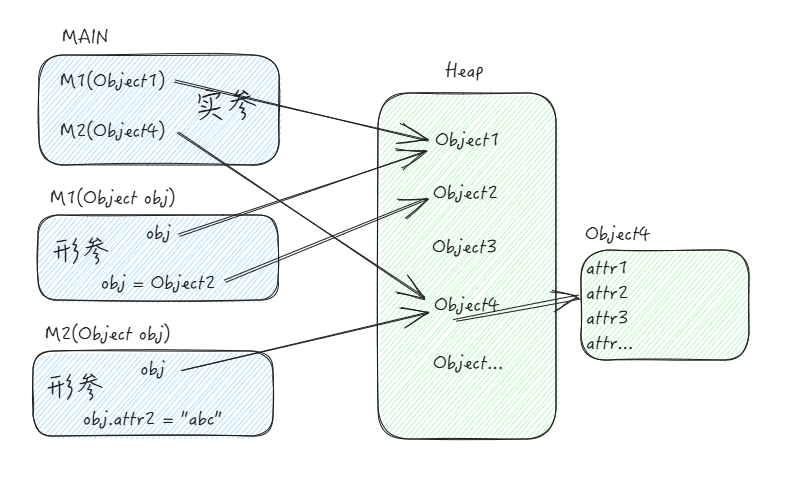 MAIN
M1(Object1)
实参
M2(Object4)
M1(Object obj)
obj
形参
obj = Object2
M2(Object obj)
obj
形参
obj.attr2 = "abc"
Heap
Object1
Object2
Object3
Object4
Object...
Object4
attr1
attr2
attr3
attr...